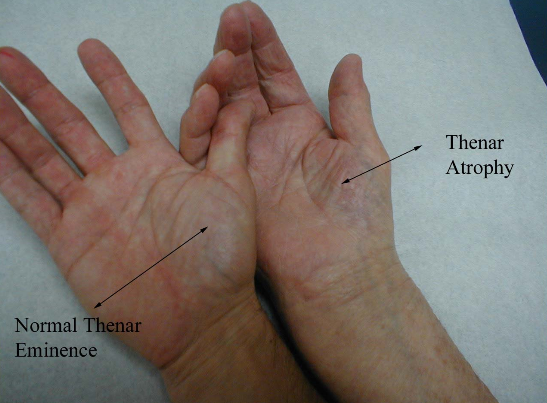 Thenar
Atrophy
Normal Thenar
Eminence